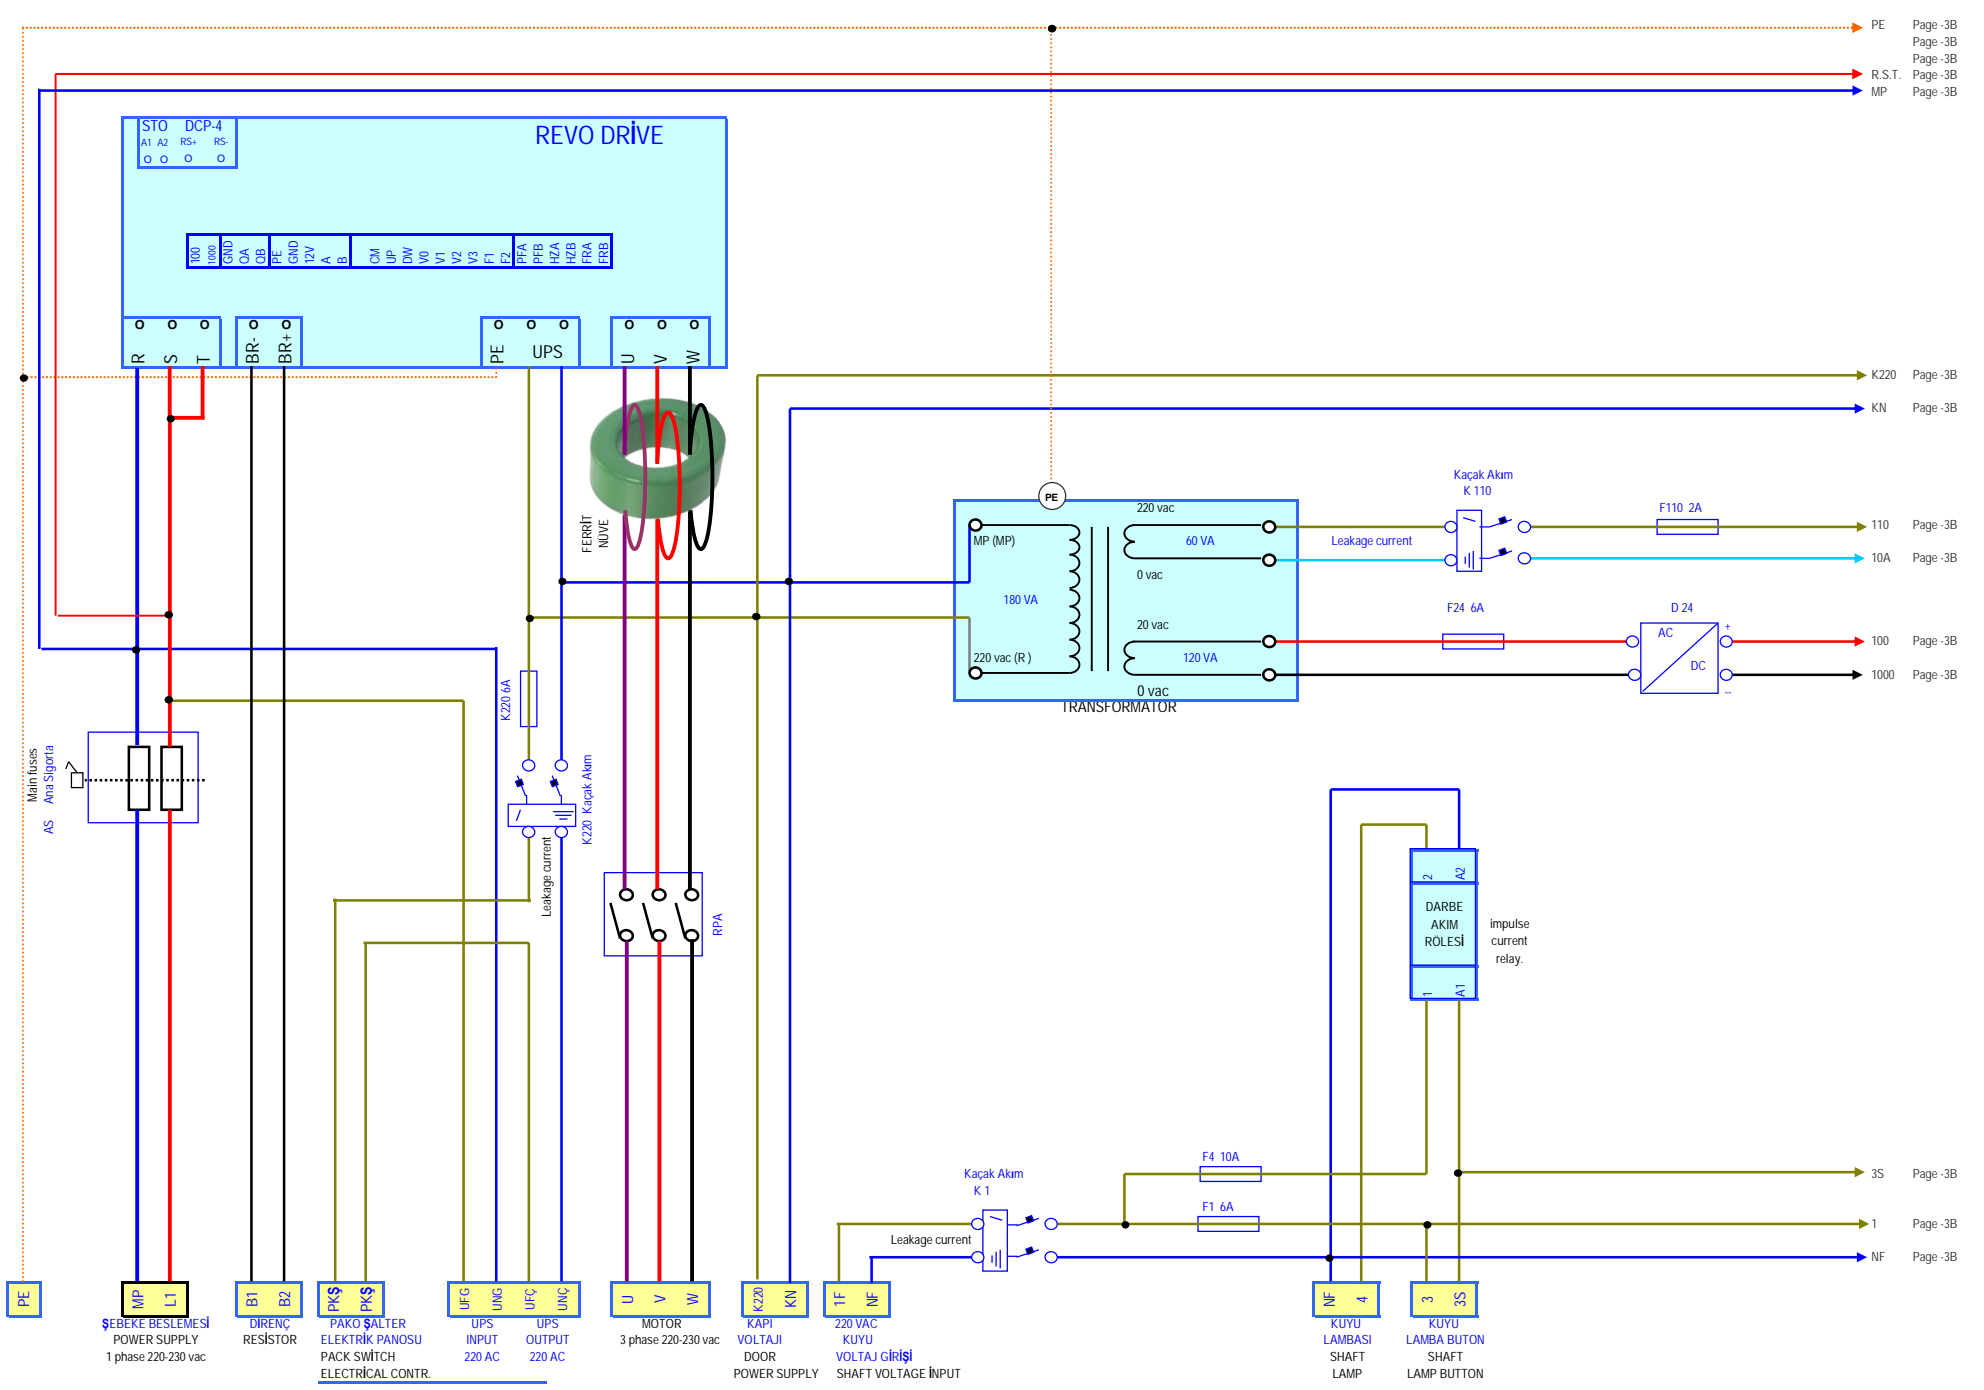 PE Page -3B
Page -3B
Page -3B
R.S.T. Page -3B
MP Page -3B
STO DCP-4
A1 A2 RS+ RS-
REVO DRİVE
100 1000 GND QA QB PE GND 12V A B CM UP DW V0 V1 V2 V3 F1 F2 PFA PFB HZA HZB FRA FRB
R S T BR- BR+ PE UPS U V W
K220 Page -3B
KN Page -3B
FERRİT
NÜVE
PE
220 vac
MP (MP)
60 VA
0 vac
180 VA
20 vac
220 vac (R )
120 VA
0 vac
TRANSFORMATÖR
Kaçak Akım
K 110
Leakage current
F110 2A
110 Page -3B
10A Page -3B
F24 6A
D 24
AC
DC
+
--
100 Page -3B
1000 Page -3B
K220 6A
Main fuses
AS Ana Sigorta
K220 Kaçak Akım
Leakage current
RPA
2 A2
DARBE
AKIM
RÖLESİ
1 A1
impulse
current
relay.
Kaçak Akım
K 1
Leakage current
F4 10A
F1 6A
3S Page -3B
1 Page -3B
NF Page -3B
PE
MP L1
B1 B2
PKŞ PKŞ
UFG UNG UFÇ UNÇ
U V W
K220 KN
1F NF
NF 4
3 3S
ŞEBEKE BESLEMESİ
POWER SUPPLY
1 phase 220-230 vac
DİRENÇ
RESİSTOR
PAKO ŞALTER
ELEKTRİK PANOSU
PACK SWİTCH
ELECTRİCAL CONTR.
UPS
INPUT
220 AC
UPS
OUTPUT
220 AC
MOTOR
3 phase 220-230 vac
KAPI
VOLTAJI
DOOR
POWER SUPPLY
220 VAC
KUYU
VOLTAJ GİRİŞİ
SHAFT VOLTAGE İNPUT
KUYU
LAMBASI
SHAFT
LAMP
KUYU
LAMBA BUTON
SHAFT
LAMP BUTTON